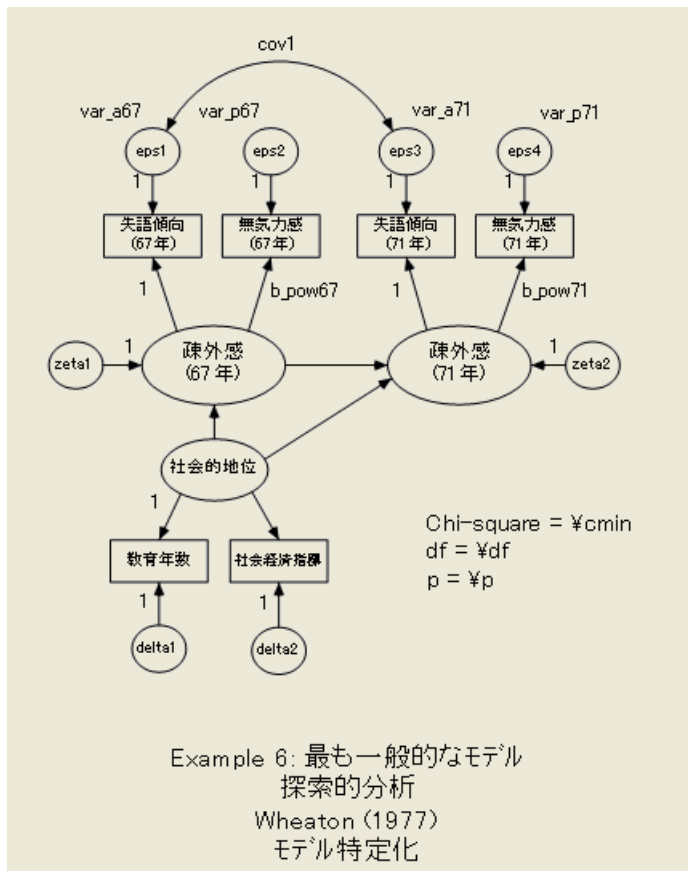 cov1
var_a67
var_p67
var_a71
var_p71
eps1
eps2
eps3
eps4
1
1
1
1
失語傾向
(67年)
無気力感
(67年)
失語傾向
(71年)
無気力感
(71年)
1
b_pow67
1
b_pow71
zeta1
1
疎外感
(67年)
疎外感
(71年)
1
zeta2
社会的地位
1
教育年数
社会経済指標
1
1
delta1
delta2
Chi-square = ¥cmin
df = ¥df
p = ¥p
Example 6: 最も一般的なモデル
探索的分析
Wheaton (1977)
モデル特定化